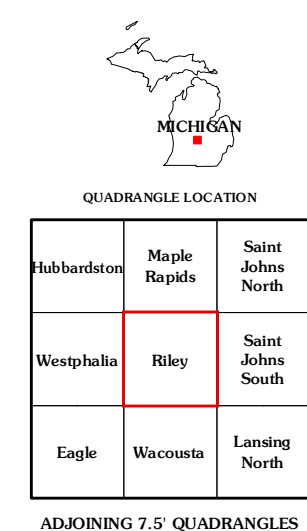 MICHIGAN
QUADRANGLE LOCATION
Hubbardston
Maple
Rapids
Saint
Johns
North
Westphalia
Riley
Saint
Johns
South
Eagle
Wacousta
Lansing
North
ADJOINING 7.5' QUADRANGLES